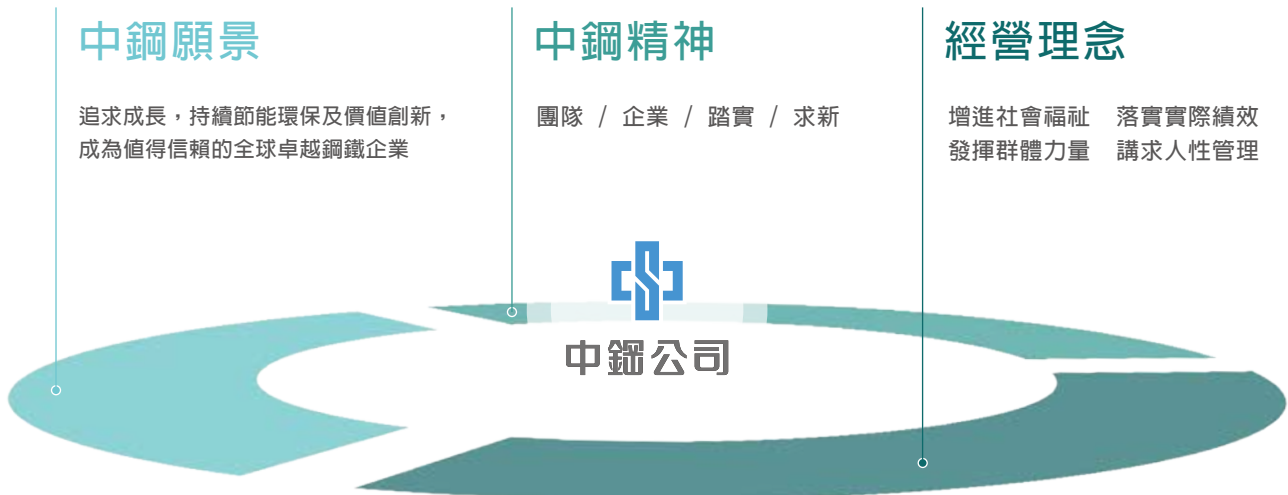 中鋼願景
追求成長，持續節能環保及價值創新，
成為值得信賴的全球卓越鋼鐵企業
中鋼精神
團隊 / 企業 / 踏實 / 求新
經營理念
增進社會福祉　落實實際績效
發揮群體力量　講求人性管理
中鋼公司